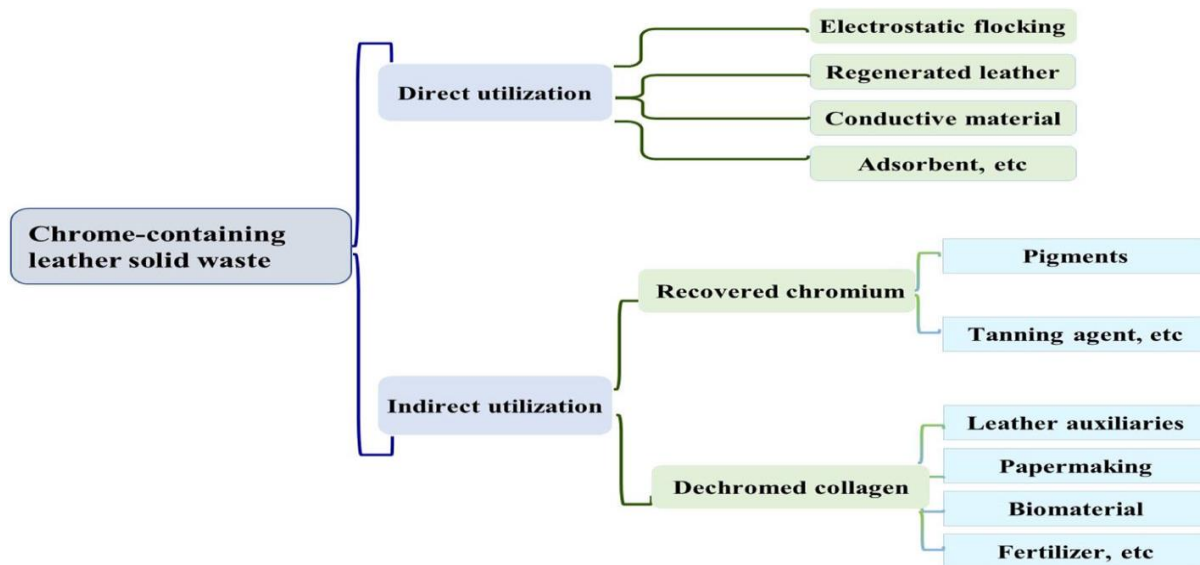 Chrome-containing
leather solid waste
Direct utilization
Electrostatic flocking
Regenerated leather
Conductive material
Adsorbent, etc
Indirect utilization
Recovered chromium
Pigments
Tanning agent, etc
Dechromed collagen
Leather auxiliaries
Papermaking
Biomaterial
Fertilizer, etc